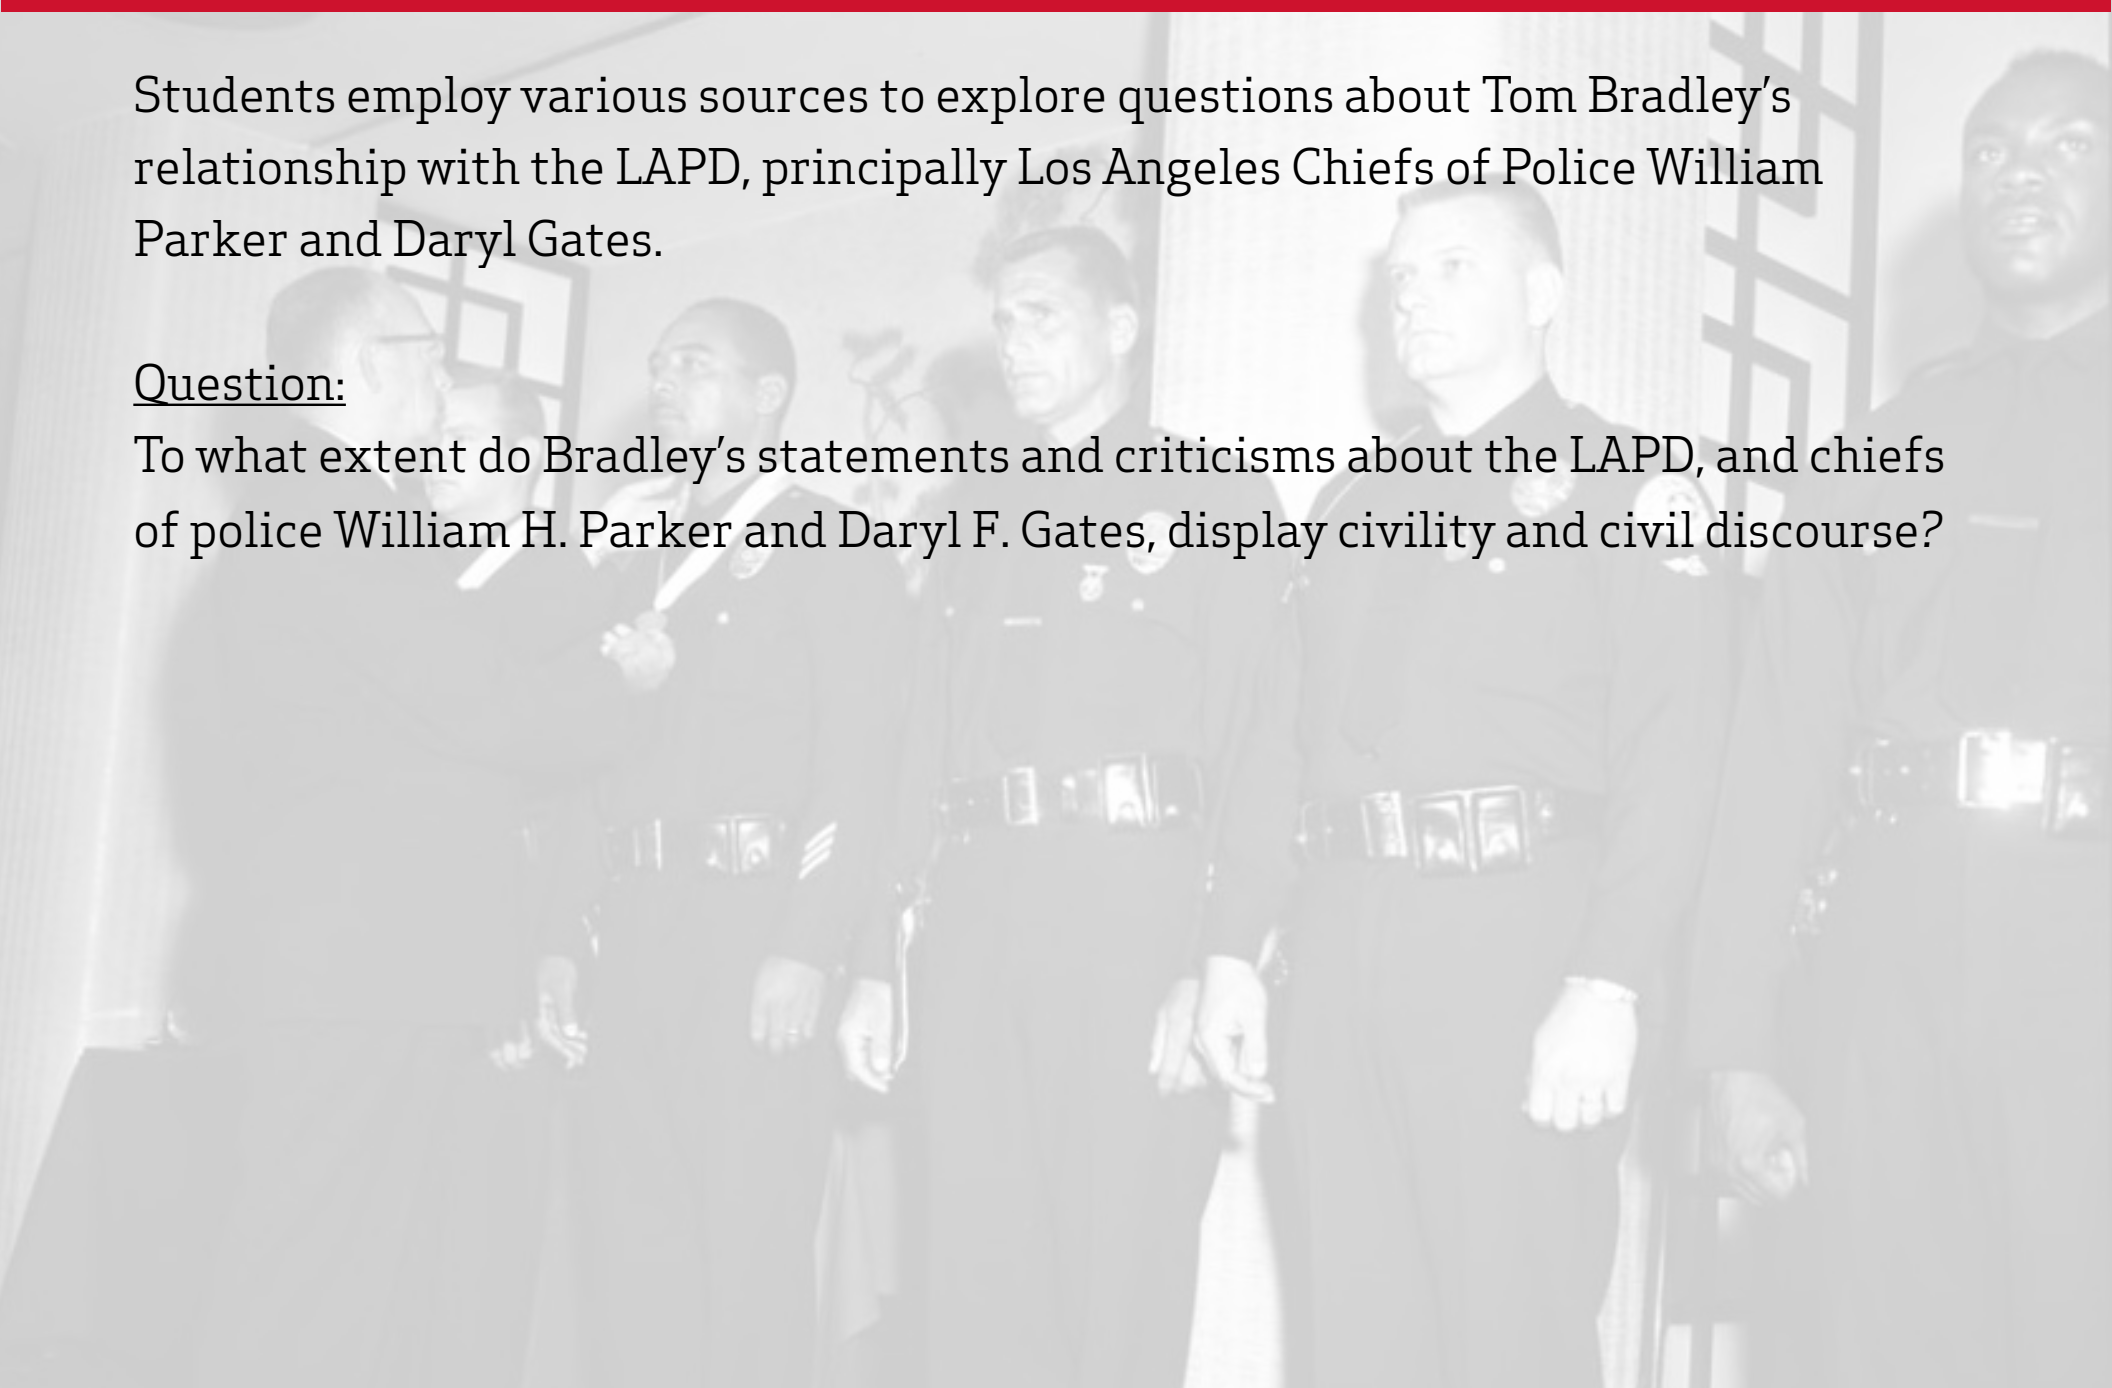 Students employ various sources to explore questions about Tom Bradley’s
relationship with the LAPD, principally Los Angeles Chiefs of Police William
Parker and Daryl Gates.
Question:
To what extent do Bradley’s statements and criticisms about the LAPD, and chiefs
of police William H. Parker and Daryl F. Gates, display civility and civil discourse?